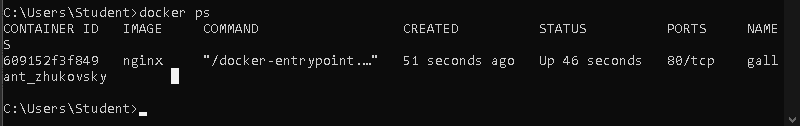 C:\Users\Student>docker ps
CONTAINER ID   IMAGE     COMMAND                  CREATED          STATUS          PORTS     NAME
S
609152f3f849   nginx     "/docker-entrypoint.…"   51 seconds ago   Up 46 seconds   80/tcp    gall
ant_zhukovsky
C:\Users\Student>